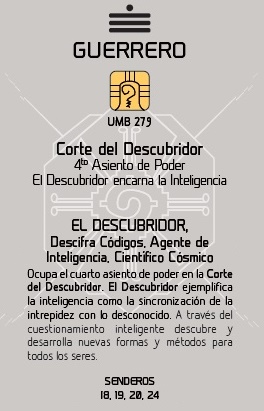 GUERRERO
UMB 279
Corte del Descubridor
4to Asiento de Poder
El Descubridor encarna la Inteligencia
EL DESCUBRIDOR,
Descifra Códigos, Agente de
Inteligencia, Científico Cósmico
Ocupa el cuarto asiento de poder en la Corte
del Descubridor. El Descubridor ejemplifica
la inteligencia como la sincronización de la
intrepidez con lo desconocido. A través del
cuestionamiento inteligente descubre y
desarrolla nuevas formas y métodos para
todos los seres.
SENDEROS
18, 19, 20, 24